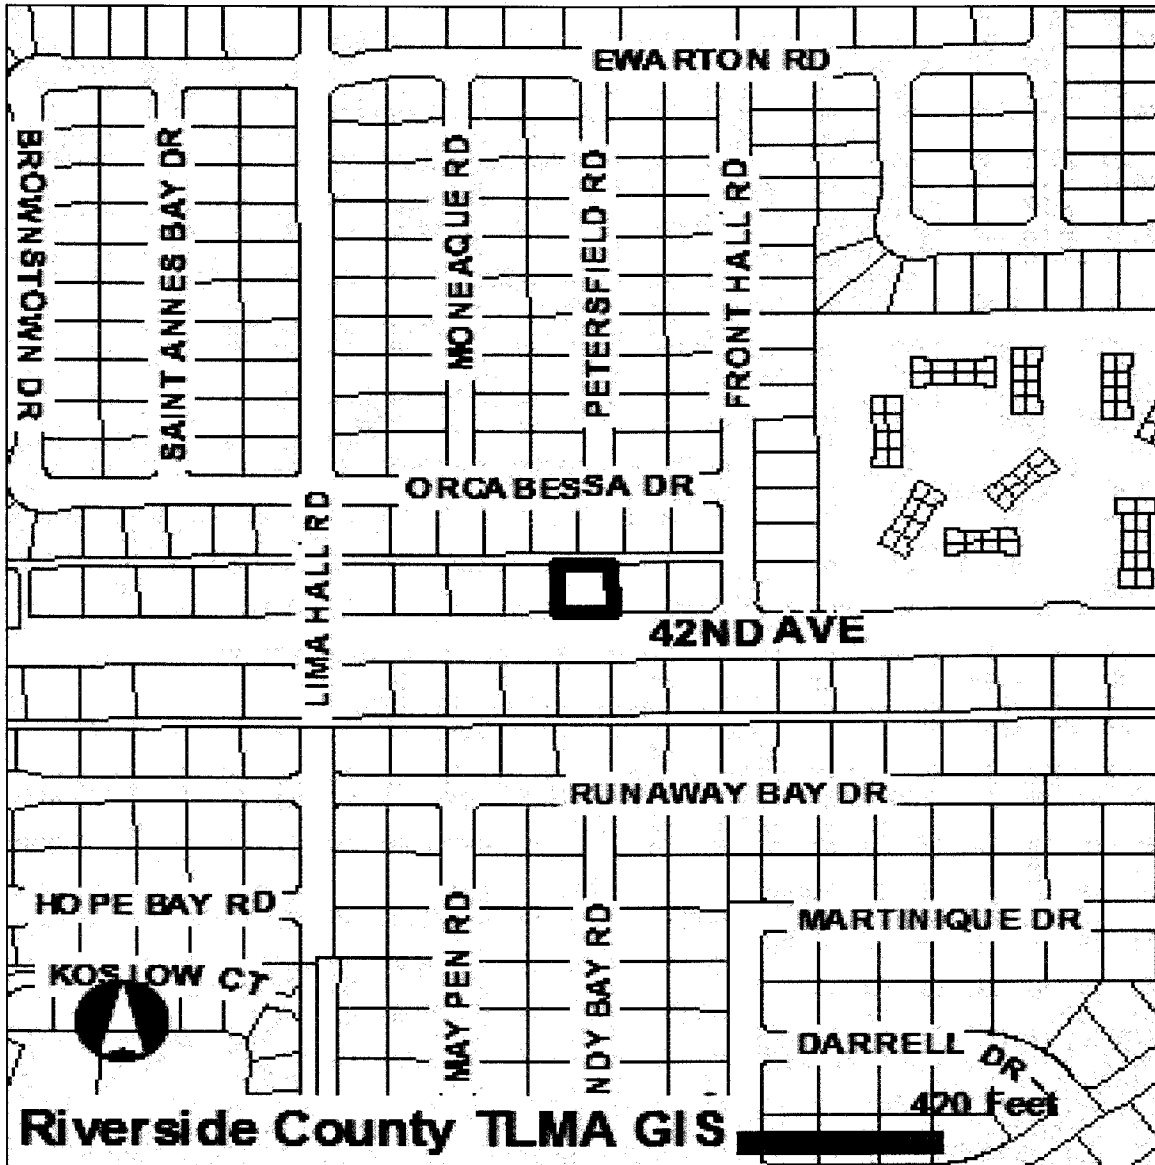 EWARTON RD
BROWNSTOWN DR
SAINT ANNES BAY DR
MONEAQUE RD
PETERSFIELD RD
FRONT HALL RD
ORCABESSA DR
LIMA HALL RD
42ND AVE
RUNAWAY BAY DR
HOPE BAY RD
MAY PEN RD
NDY BAY RD
MARTINIQUE DR
KOSLOW CT
DARRELL DR
420 Feet
Riverside County TLMA GIS